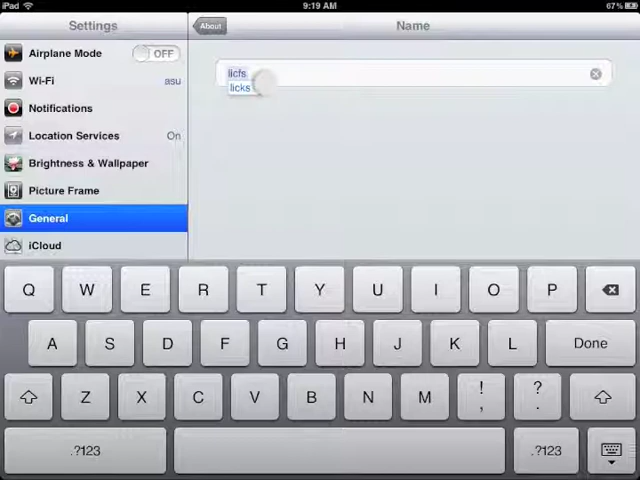 iPad
9:19 AM
67%
Settings
About
Name
Airplane Mode
OFF
Wi-Fi
asu
Notifications
Location Services
On
Brightness & Wallpaper
Picture Frame
General
iCloud
licfs
licks
Q W E R T Y U I O P
A S D F G H J K L Done
Z X C V B N M ! , ? .
.?123 .?123